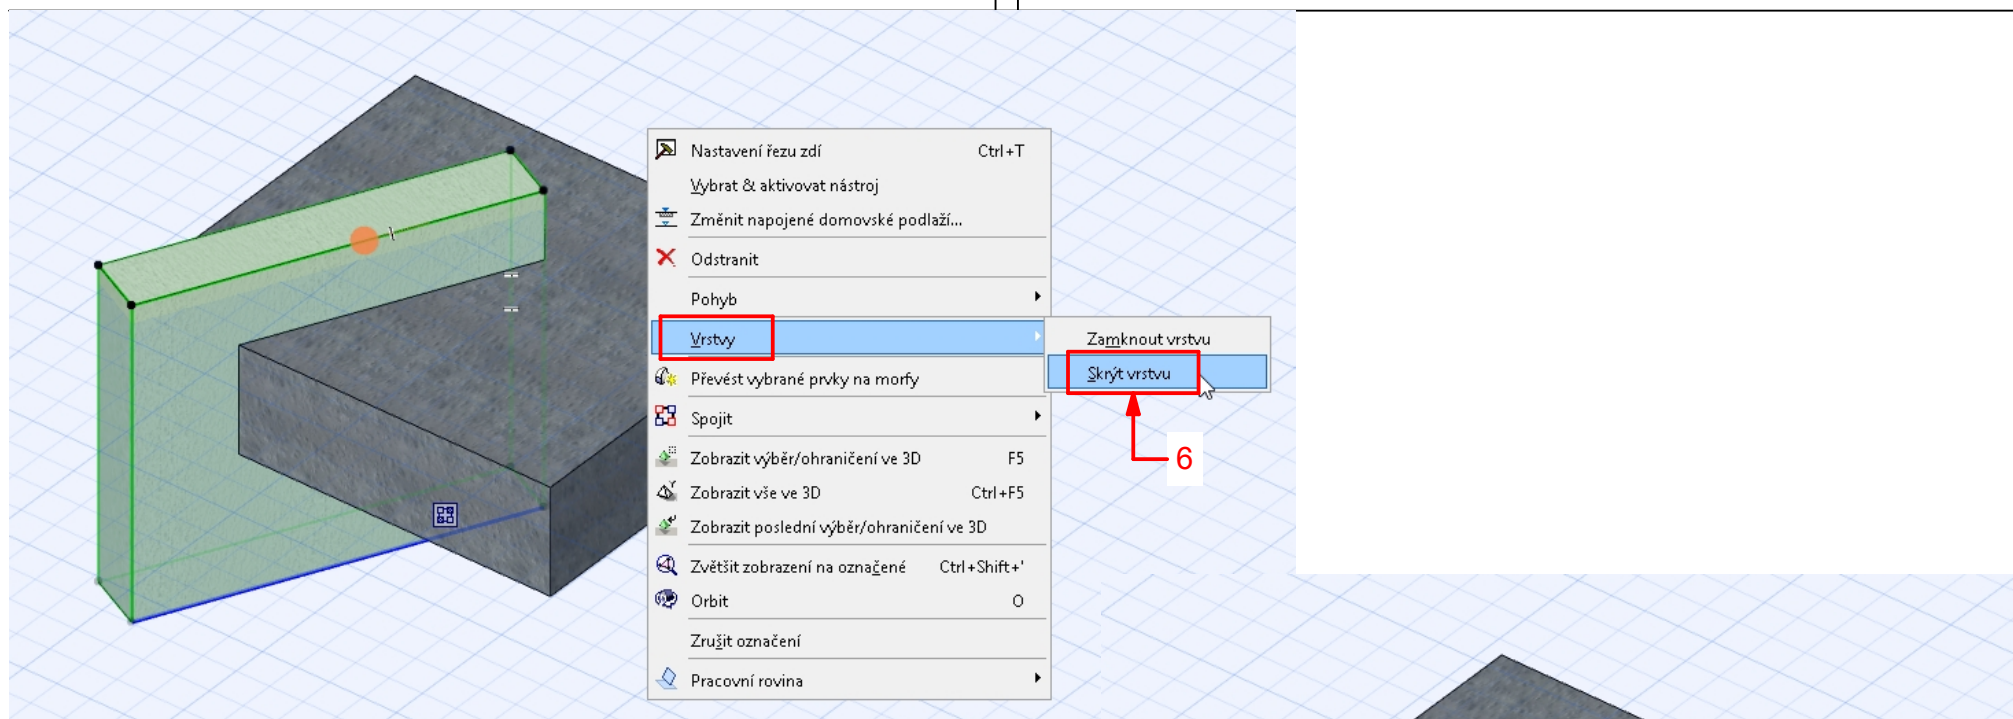 Nastavení řezu zdí Ctrl+T
Vybrat & aktivovat nástroj
Změnit napojené domovské podlaží...
Odstranit
Pohyb
Vrstvy
Zamknout vrstvu
Skrýt vrstvu
Převést vybrané prvky na morfy
Spojit
6
Zobrazit výběr/ohraničení ve 3D F5
Zobrazit vše ve 3D Ctrl+F5
Zobrazit poslední výběr/ohraničení ve 3D
Zvětšit zobrazení na označené Ctrl+Shift+'
Orbit O
Zrušit označení
Pracovní rovina